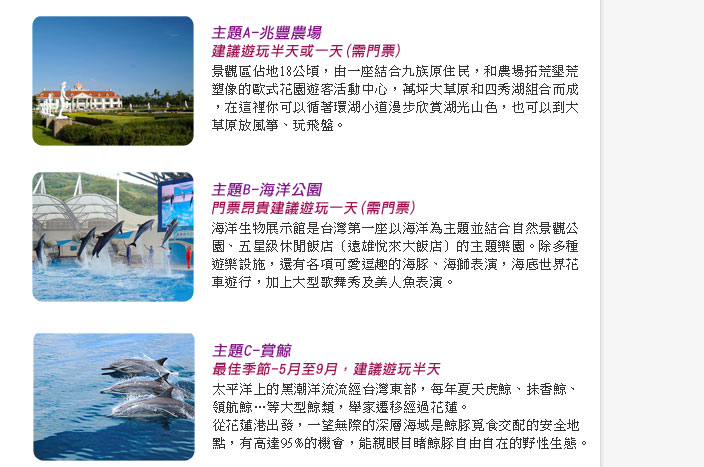 主題A-兆豐農場
建議遊玩半天或一天(需門票)
景觀區佔地18公頃，由一座結合九族原住民，和農場拓荒墾荒
塑像的歐式花園遊客活動中心，萬坪大草原和四秀湖組合而成
，在這裡你可以循著環湖小道漫步欣賞湖光山色，也可以到大
草原放風箏、玩飛盤。
主題B-海洋公園
門票昂貴建議遊玩一天(需門票)
海洋生物展示館是台灣第一座以海洋為主題並結合自然景觀公
園、五星級休閒飯店〔遠雄悅來大飯店〕的主題樂園。除多種
遊樂設施，還有各項可愛逗趣的海豚、海獅表演，海底世界花
車遊行，加上大型歌舞秀及美人魚表演。
主題C-賞鯨
最佳季節-5月至9月，建議遊玩半天
太平洋上的黑潮洋流流經台灣東部，每年夏天虎鯨、抹香鯨、
領航鯨…等大型鯨類，舉家遷移經過花蓮。
從花蓮港出發，一望無際的深層海域是鯨豚覓食交配的安全地
點，有高達95%的機會，能親眼目睹鯨豚自由自在的野性生態。